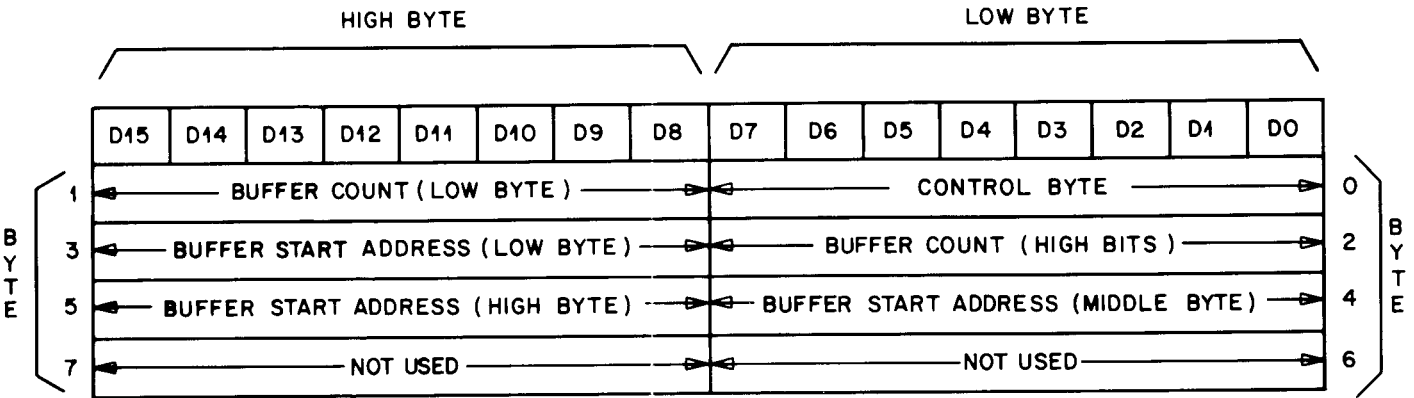 HIGH BYTE LOW BYTE
D15 D14 D13 D12 D11 D10 D9 D8 D7 D6 D5 D4 D3 D2 D1 D0
1 BUFFER COUNT (LOW BYTE) CONTROL BYTE 0
3 BUFFER START ADDRESS (LOW BYTE) BUFFER COUNT (HIGH BITS) 2
5 BUFFER START ADDRESS (HIGH BYTE) BUFFER START ADDRESS (MIDDLE BYTE) 4
7 NOT USED NOT USED 6
BYTE
BYTE